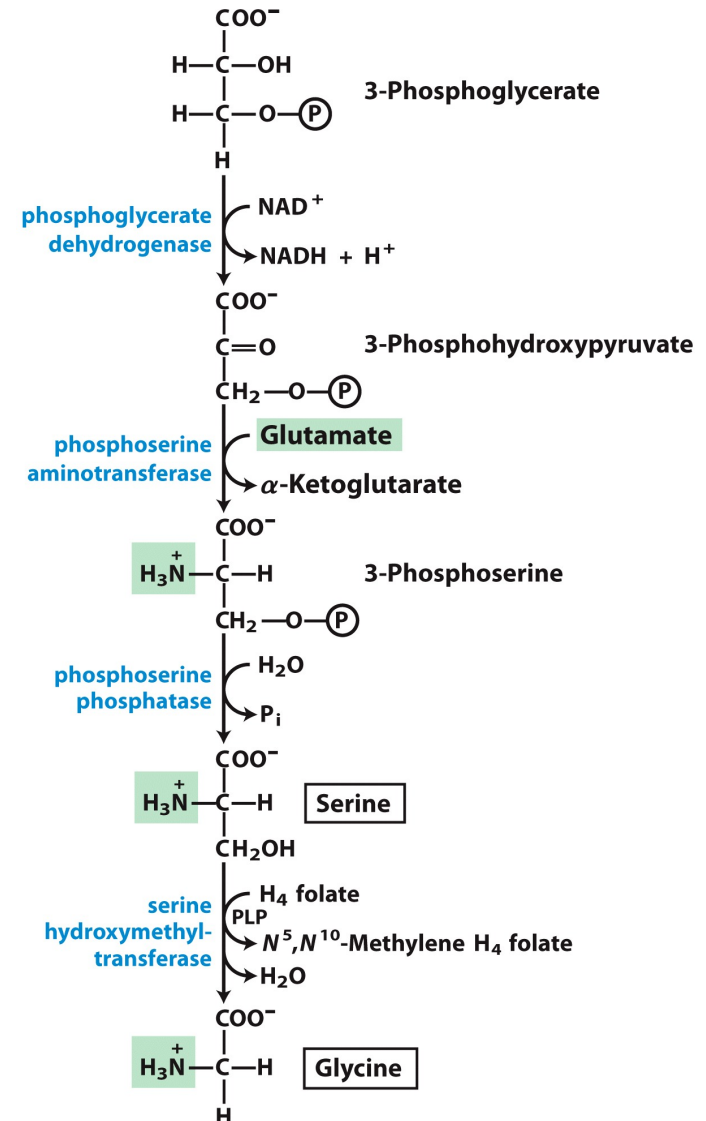 COO⁻
H—C—OH
3-Phosphoglycerate
H—C—O—P
H
NAD⁺
phosphoglycerate
dehydrogenase
NADH + H⁺
COO⁻
C=O
3-Phosphohydroxypyruvate
CH₂—O—P
Glutamate
phosphoserine
aminotransferase
α-Ketoglutarate
COO⁻
H₃N⁺—C—H
3-Phosphoserine
CH₂—O—P
H₂O
phosphoserine
phosphatase
Pᵢ
COO⁻
H₃N⁺—C—H
Serine
CH₂OH
H₄ folate
serine
hydroxymethyl-
transferase
PLP
N⁵,N¹⁰-Methylene H₄ folate
H₂O
COO⁻
H₃N⁺—C—H
Glycine
H